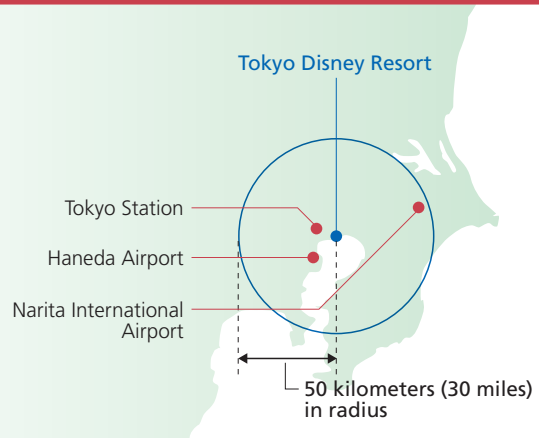 Tokyo Disney Resort
Tokyo Station
Haneda Airport
Narita International
Airport
50 kilometers (30 miles)
in radius